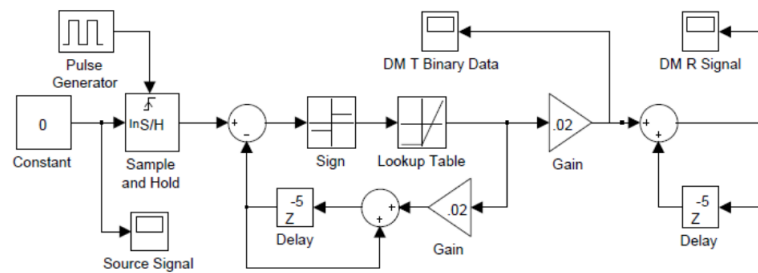 DM T Binary Data
DM R Signal
Pulse
Generator
0
Constant
InS/H
Sample
and Hold
+
−
Sign
Lookup Table
.02
Gain
+
+
-5
Z
Delay
+
+
.02
Gain
-5
Z
Delay
Source Signal